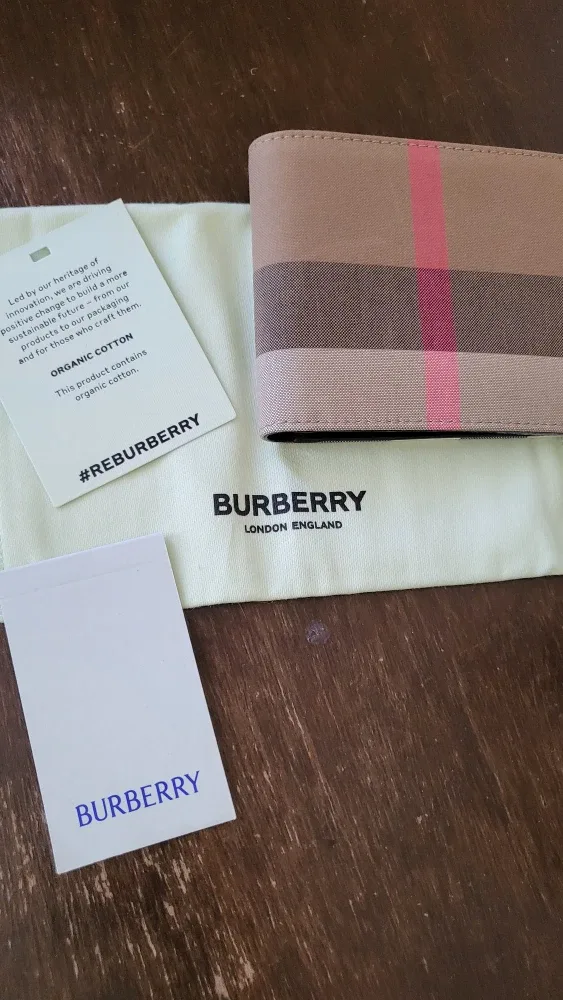 Led by our heritage of
innovation, we are driving
positive change to build a more
sustainable future – from our
products to our packaging
and for those who craft them.
ORGANIC COTTON
This product contains
organic cotton.
#REBURBERRY
BURBERRY
LONDON ENGLAND
BURBERRY